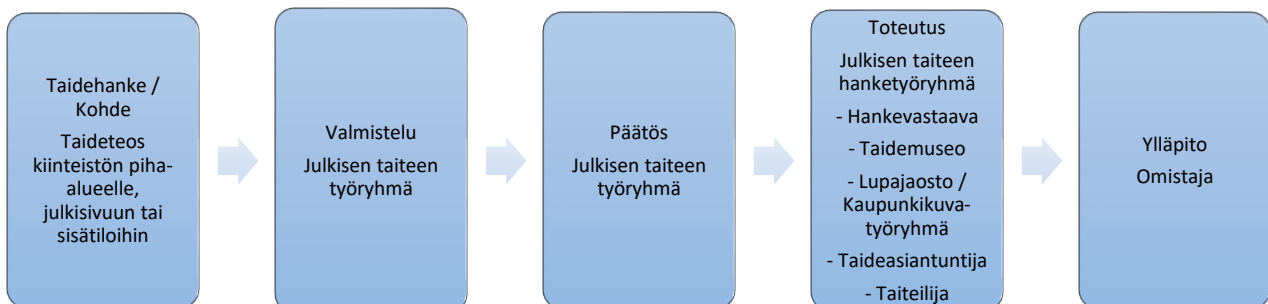 Taidehanke /
Kohde
Taideteos
kiinteistön piha-
alueelle,
julkisivuun tai
sisätiloihin
Valmistelu
Julkisen taiteen
työryhmä
Päätös
Julkisen taiteen
työryhmä
Toteutus
Julkisen taiteen
hanketyöryhmä
- Hankevastaava
- Taidemuseo
- Lupajaosto /
Kaupunkikuva-
työryhmä
- Taideasiantuntija
- Taiteilija
Ylläpito
Omistaja